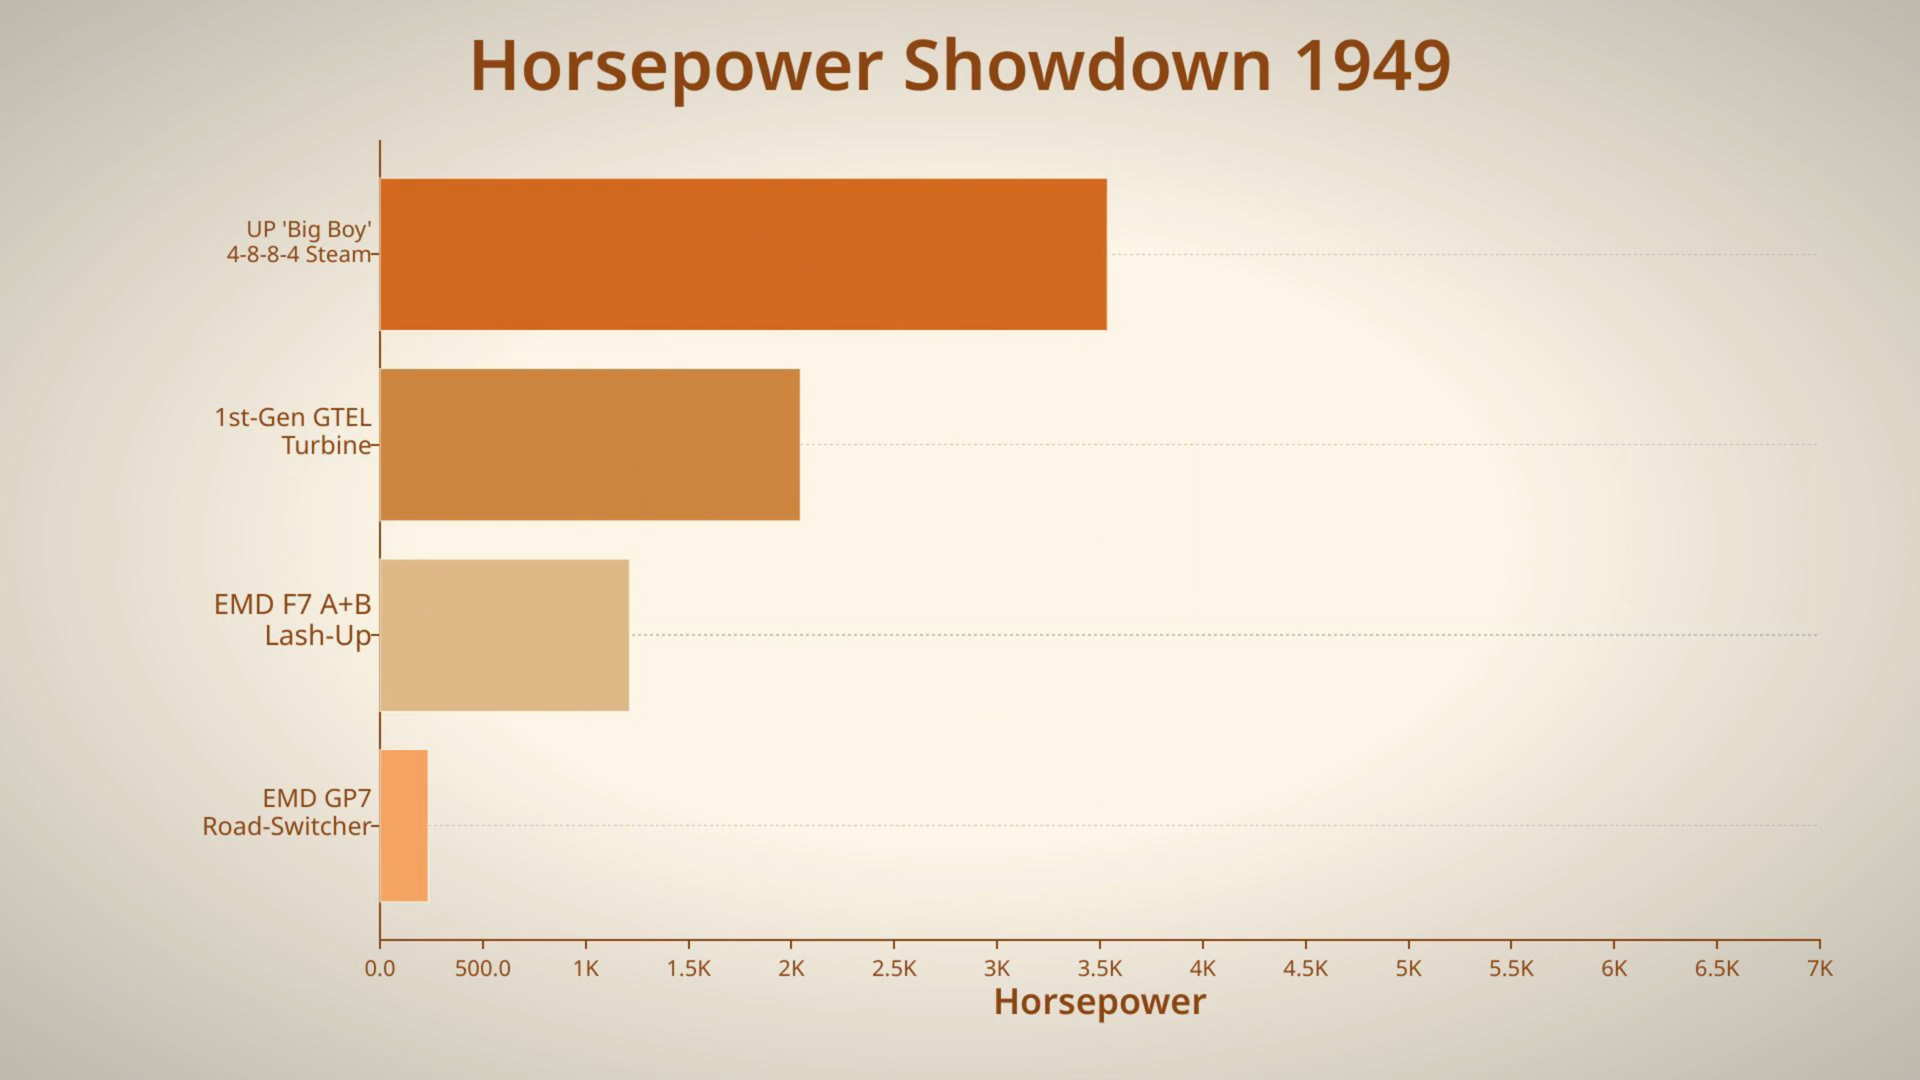 Horsepower Showdown 1949
UP 'Big Boy'
4-8-8-4 Steam
1st-Gen GTEL
Turbine
EMD F7 A+B
Lash-Up
EMD GP7
Road-Switcher
0.0 500.0 1K 1.5K 2K 2.5K 3K 3.5K 4K 4.5K 5K 5.5K 6K 6.5K 7K
Horsepower